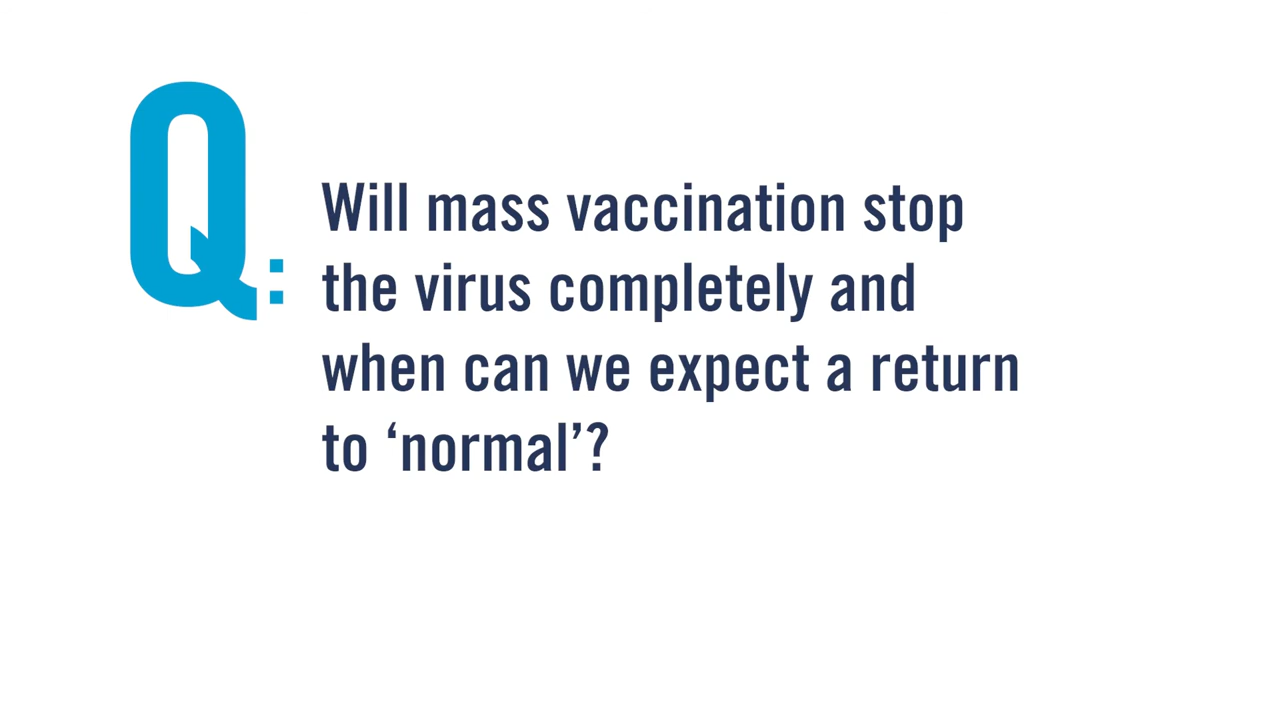 Q:
Will mass vaccination stop
the virus completely and
when can we expect a return
to ‘normal’?